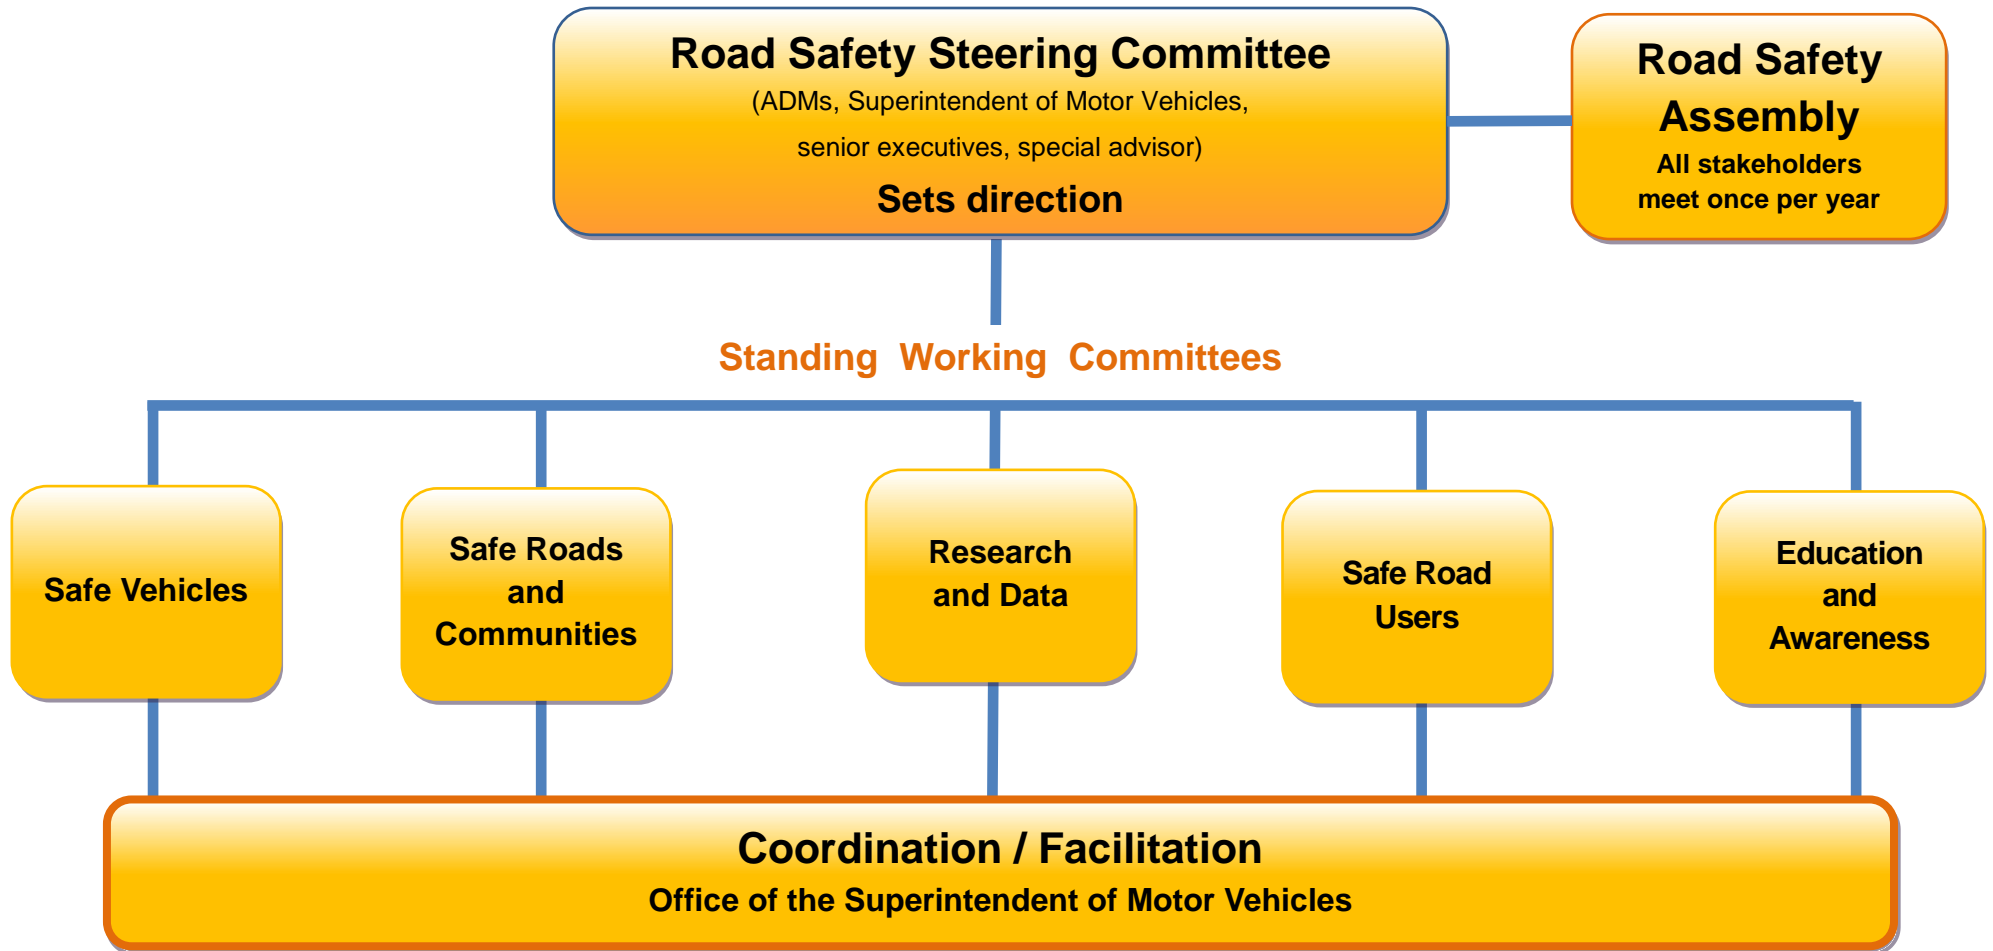 Road Safety Steering Committee
(ADMs, Superintendent of Motor Vehicles,
senior executives, special advisor)
Sets direction
Road Safety
Assembly
All stakeholders
meet once per year
Standing Working Committees
Safe Vehicles
Safe Roads
and
Communities
Research
and Data
Safe Road
Users
Education
and
Awareness
Coordination / Facilitation
Office of the Superintendent of Motor Vehicles